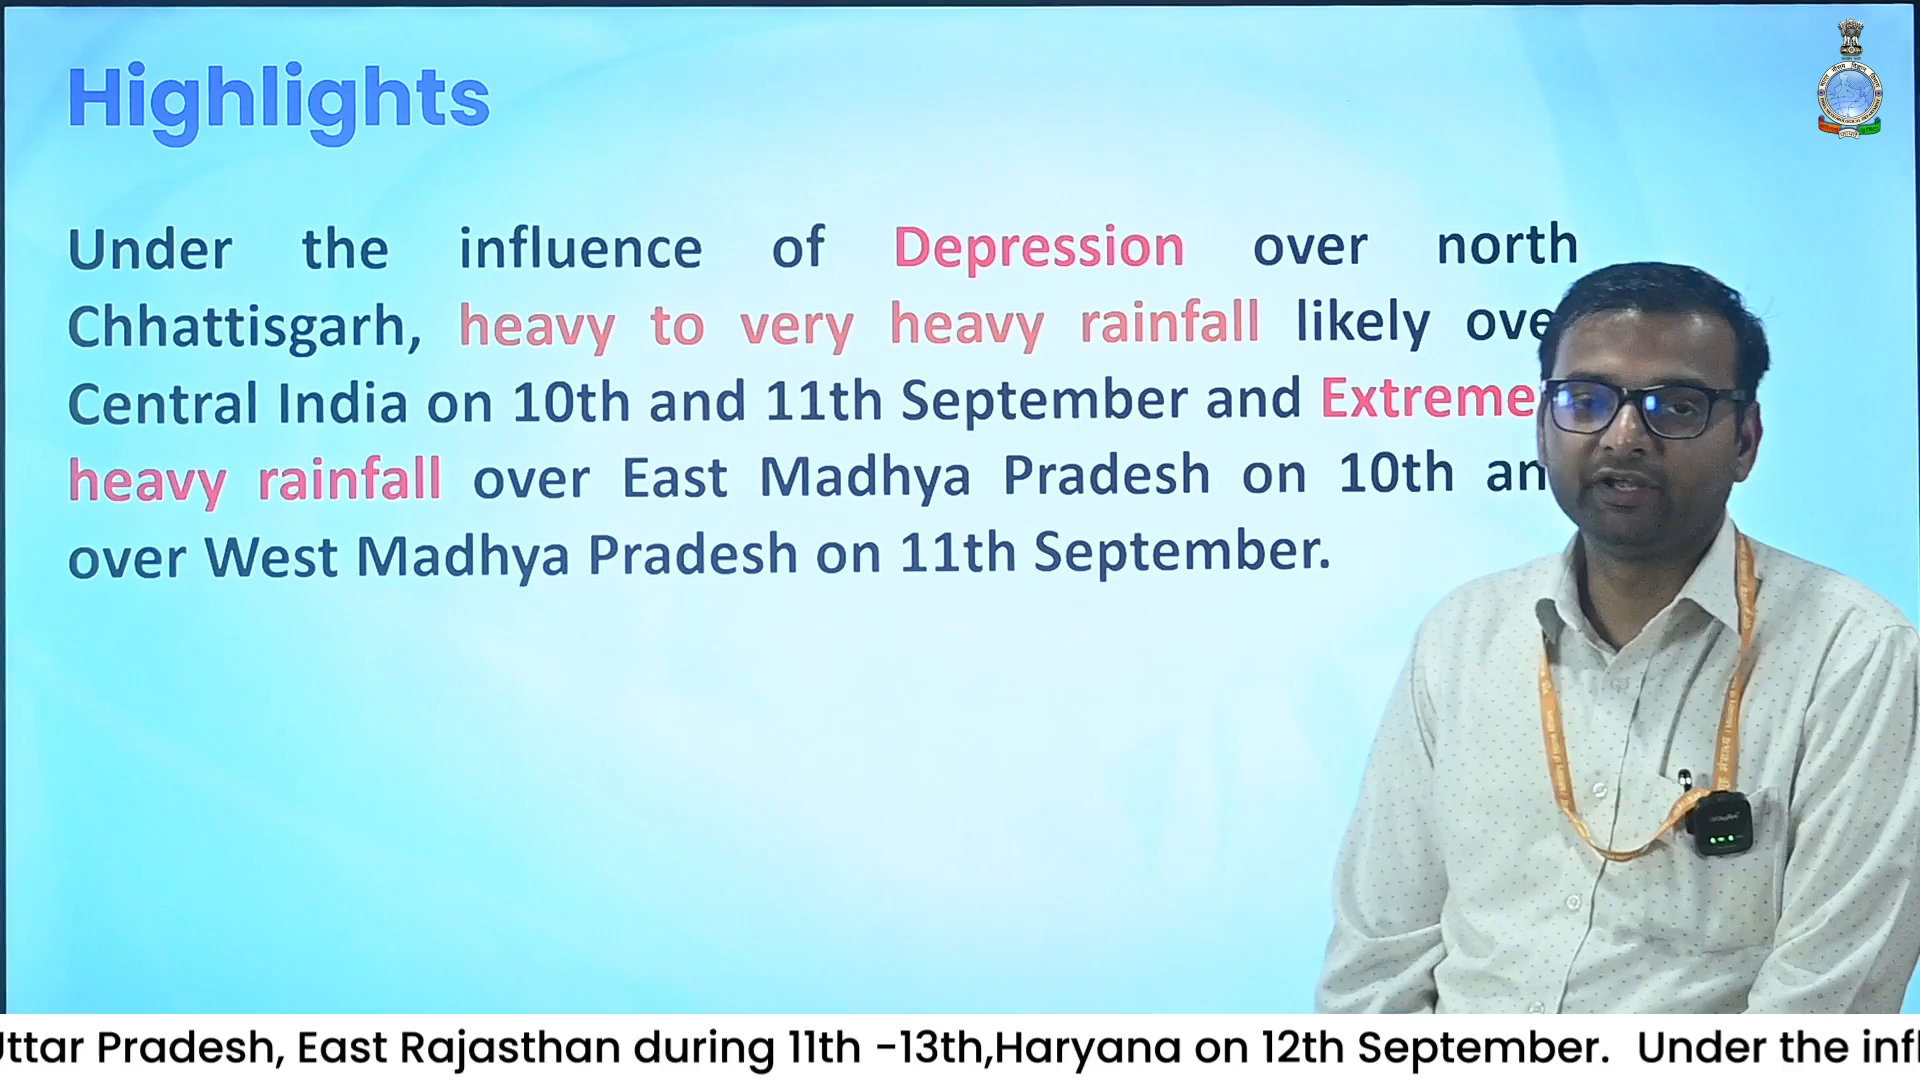 Highlights
Under the influence of Depression over north
Chhattisgarh, heavy to very heavy rainfall likely ove
Central India on 10th and 11th September and Extreme
heavy rainfall over East Madhya Pradesh on 10th an
over West Madhya Pradesh on 11th September.
Uttar Pradesh, East Rajasthan during 11th -13th,Haryana on 12th September. Under the infl